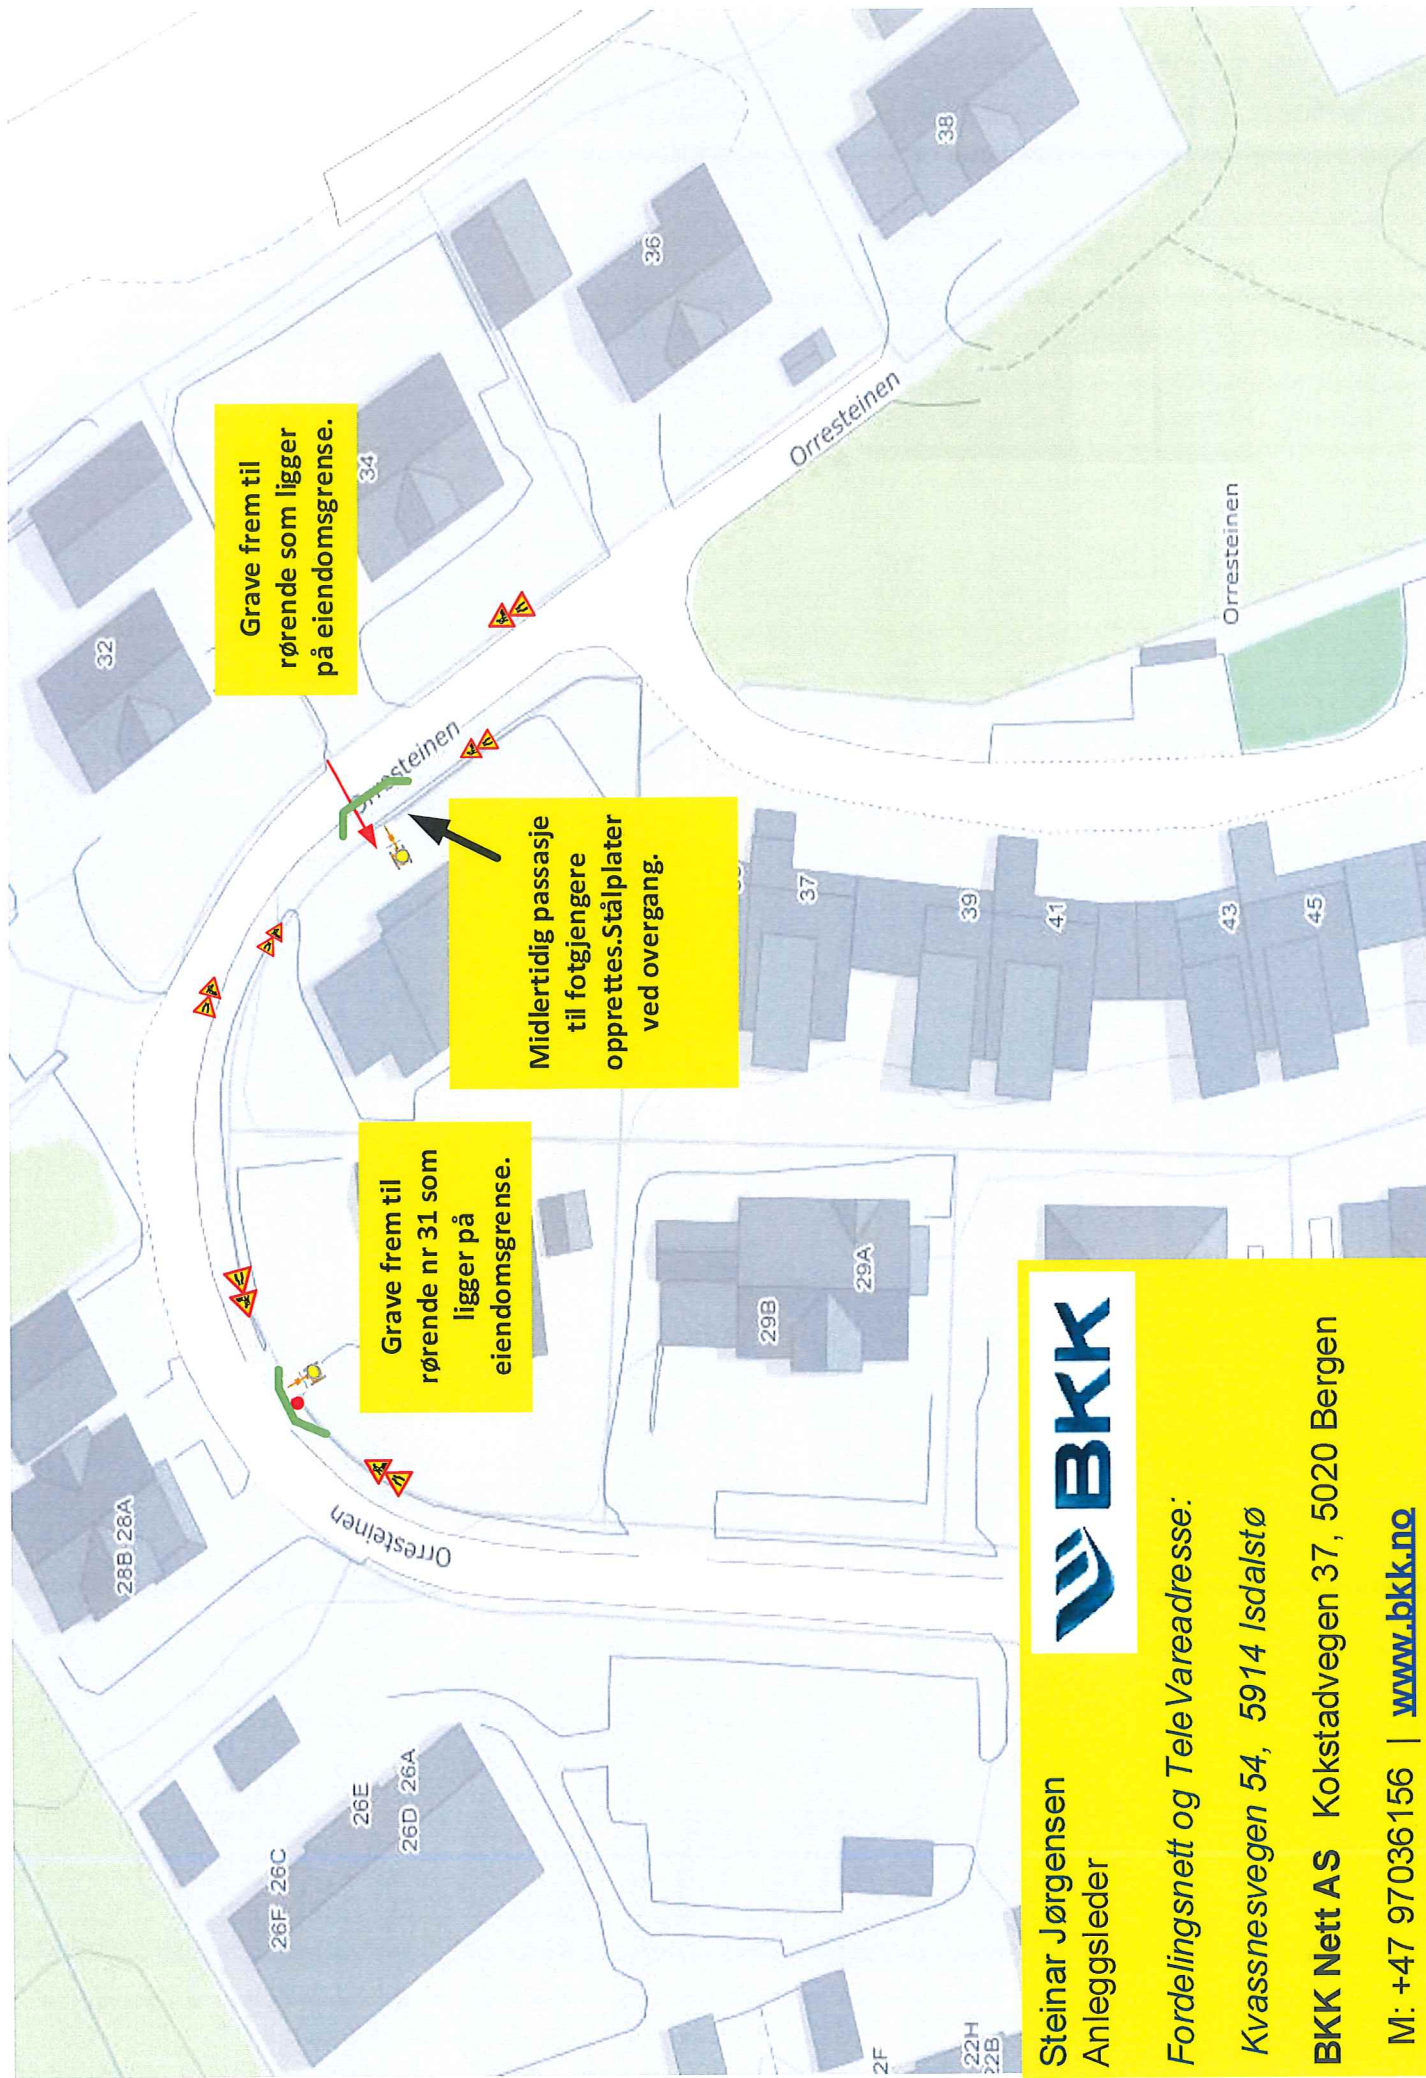 Grave frem til
rørende som ligger
på eiendomsgrense.
Midlertidig passasje
til fotgjengere
opprettes.Stålplater
ved overgang.
Grave frem til
rørende nr 31 som
ligger på
eiendomsgrense.
32
34
36
38
Orresteinen
Orresteinen
Orresteinen
Orresteinen
28B 28A
26F 26C
26E
26D 26A
29B
29A
37
39
41
43
45
2F
22H
22B
Steinar Jørgensen
Anleggsleder
BKK
Fordelingsnett og Tele Vareadresse:
Kvassnesvegen 54, 5914 Isdalstø
BKK Nett AS Kokstadvegen 37, 5020 Bergen
M: +47 97036156 | www.bkk.no